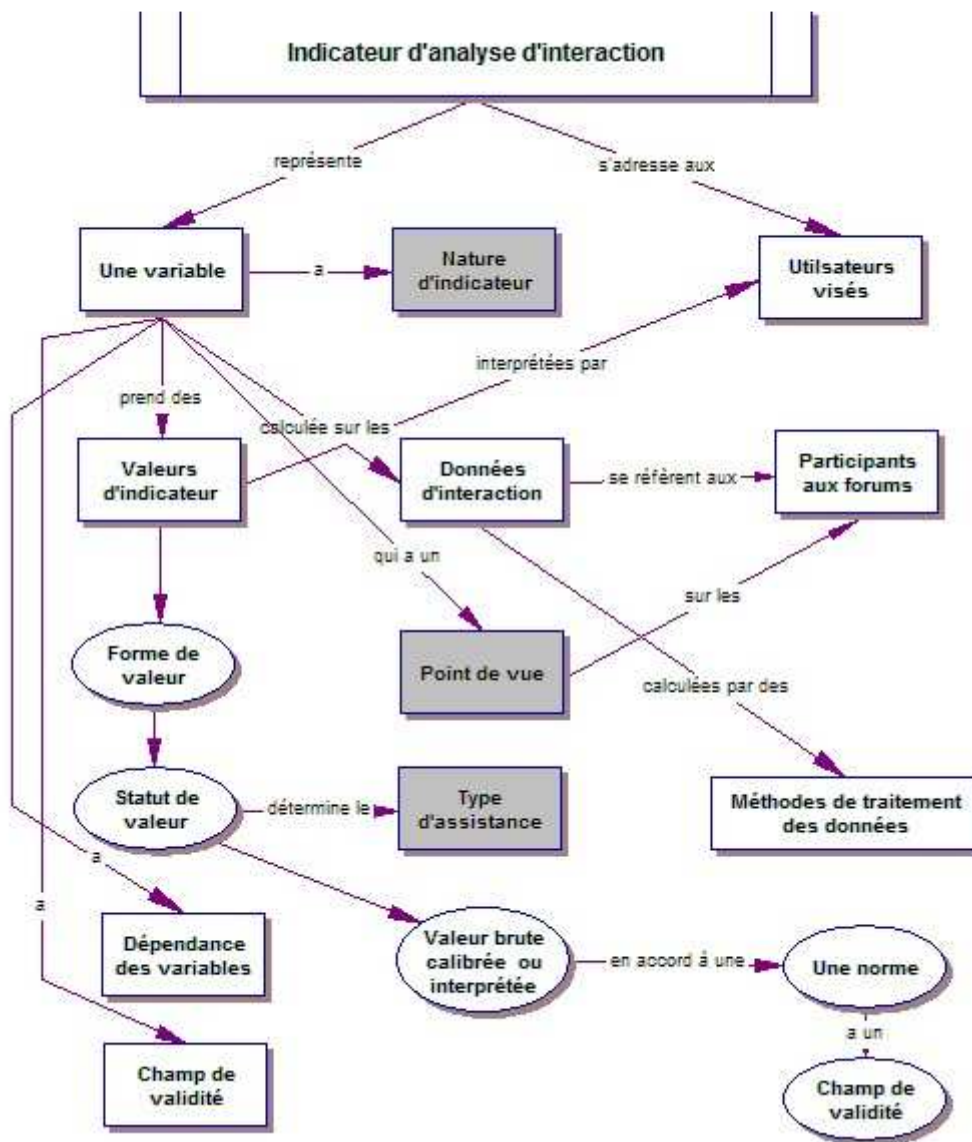 Indicateur d'analyse d'interaction
représente
s'adresse aux
Une variable
a
Nature
d'indicateur
Utilsateurs
visés
interprétées par
prend des
calculée sur les
Valeurs
d'indicateur
Données
d'interaction
se réfèrent aux
Participants
aux forums
qui a un
sur les
Forme de
valeur
Point de vue
calculées par des
Statut de
valeur
détermine le
Type
d'assistance
Méthodes de traitement
des données
a
a
Dépendance
des variables
Valeur brute
calibrée ou
interprétée
en accord à une
Une norme
a un
Champ de
validité
Champ de
validité